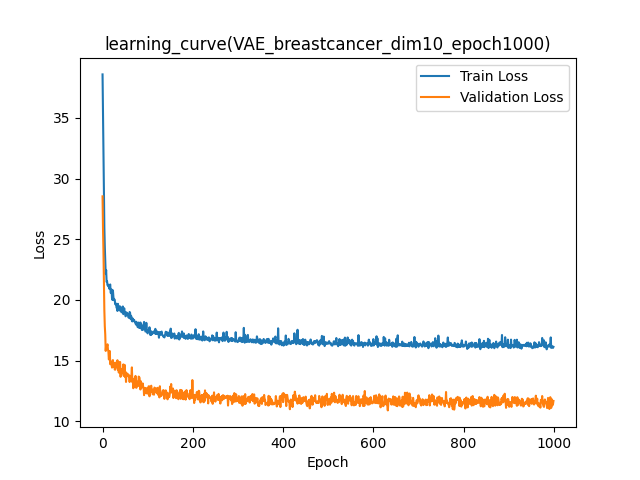 learning_curve(VAE_breastcancer_dim10_epoch1000)
Train Loss
Validation Loss
Loss
35
30
25
20
15
10
0 200 400 600 800 1000
Epoch